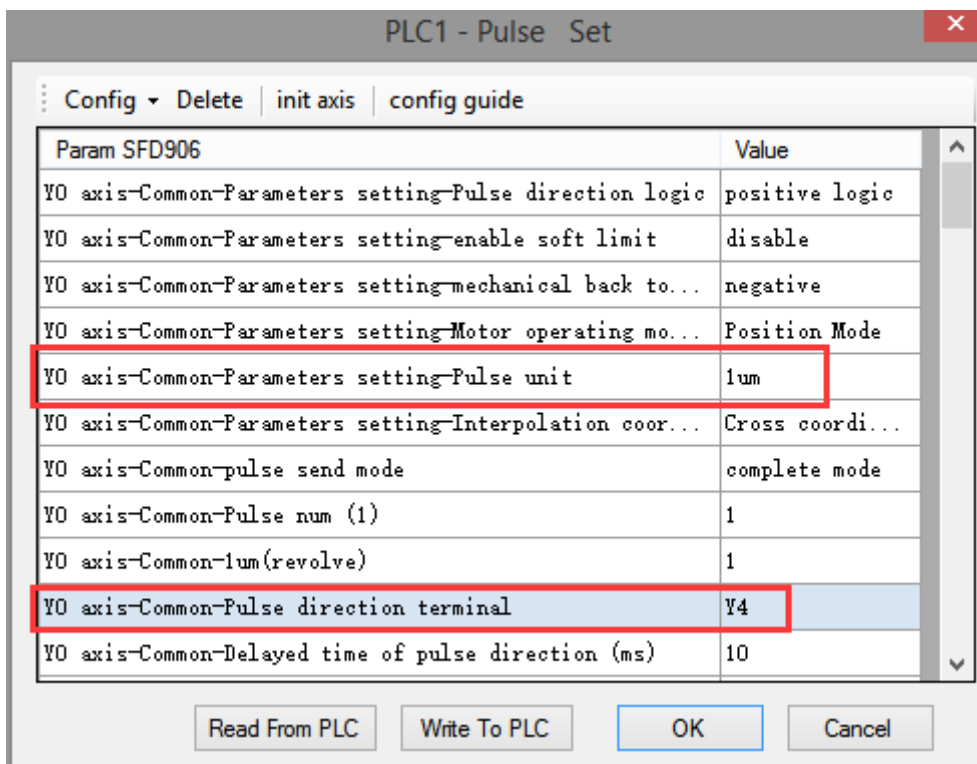 PLC1 - Pulse Set
Config Delete init axis config guide
Param SFD906 Value
Y0 axis-Common-Parameters setting-Pulse direction logic positive logic
Y0 axis-Common-Parameters setting-enable soft limit disable
Y0 axis-Common-Parameters setting-mechanical back to... negative
Y0 axis-Common-Parameters setting-Motor operating mo... Position Mode
Y0 axis-Common-Parameters setting-Pulse unit 1um
Y0 axis-Common-Parameters setting-Interpolation coor... Cross coordi...
Y0 axis-Common-pulse send mode complete mode
Y0 axis-Common-Pulse num (1) 1
Y0 axis-Common-1um(revolve) 1
Y0 axis-Common-Pulse direction terminal Y4
Y0 axis-Common-Delayed time of pulse direction (ms) 10
Read From PLC Write To PLC OK Cancel